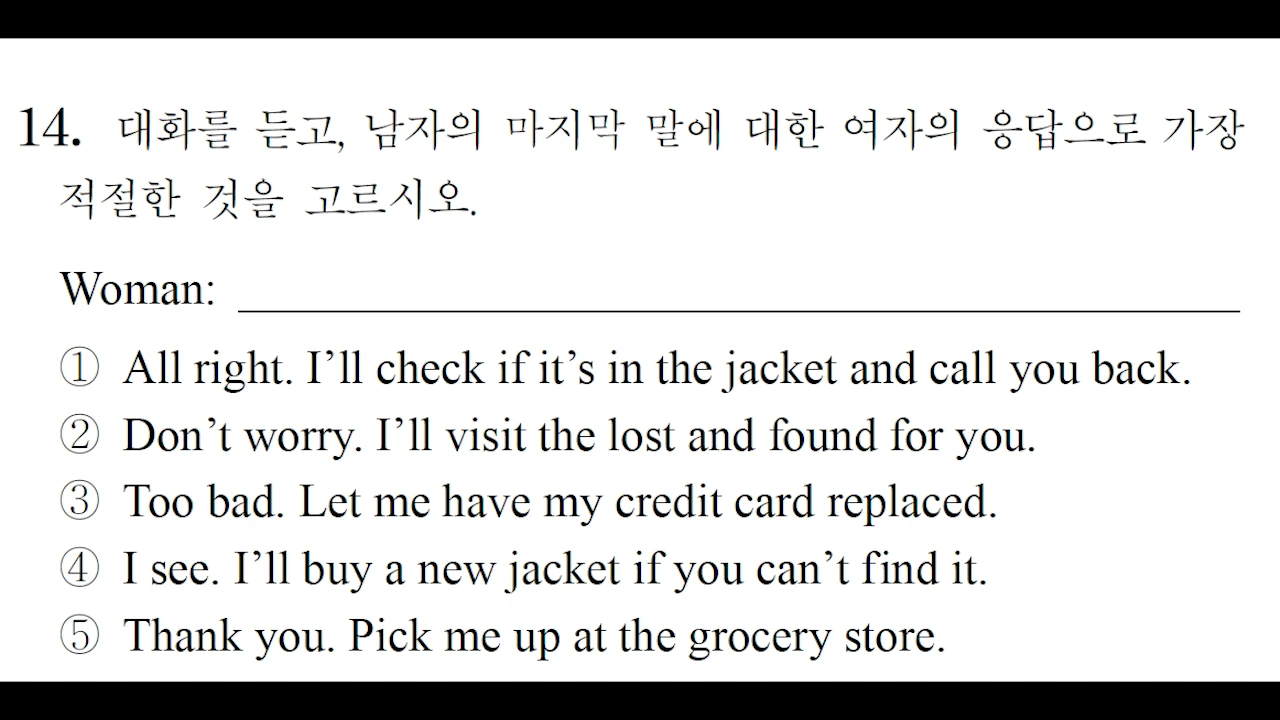 14. 대화를 듣고, 남자의 마지막 말에 대한 여자의 응답으로 가장
적절한 것을 고르시오.
Woman:
① All right. I’ll check if it’s in the jacket and call you back.
② Don’t worry. I’ll visit the lost and found for you.
③ Too bad. Let me have my credit card replaced.
④ I see. I’ll buy a new jacket if you can’t find it.
⑤ Thank you. Pick me up at the grocery store.